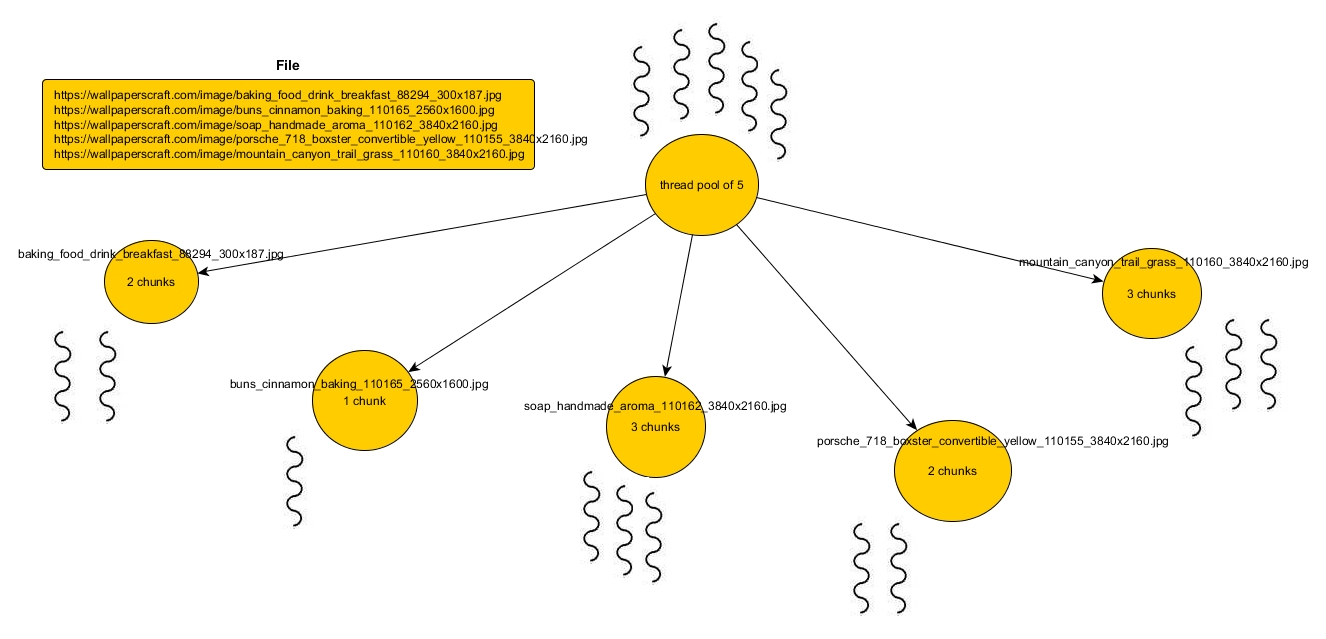 File
https://wallpaperscraft.com/image/baking_food_drink_breakfast_88294_300x187.jpg
https://wallpaperscraft.com/image/buns_cinnamon_baking_110165_2560x1600.jpg
https://wallpaperscraft.com/image/soap_handmade_aroma_110162_3840x2160.jpg
https://wallpaperscraft.com/image/porsche_718_boxster_convertible_yellow_110155_3840x2160.jpg
https://wallpaperscraft.com/image/mountain_canyon_trail_grass_110160_3840x2160.jpg
thread pool of 5
baking_food_drink_breakfast_88294_300x187.jpg
2 chunks
buns_cinnamon_baking_110165_2560x1600.jpg
1 chunk
soap_handmade_aroma_110162_3840x2160.jpg
3 chunks
porsche_718_boxster_convertible_yellow_110155_3840x2160.jpg
2 chunks
mountain_canyon_trail_grass_110160_3840x2160.jpg
3 chunks